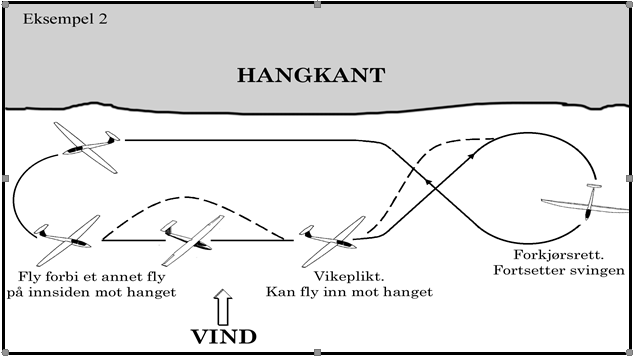 Eksempel 2
HANGKANT
Fly forbi et annet fly
på innsiden mot hanget
Vikeplikt.
Kan fly inn mot hanget
Forkjørsrett.
Fortsetter svingen
VIND